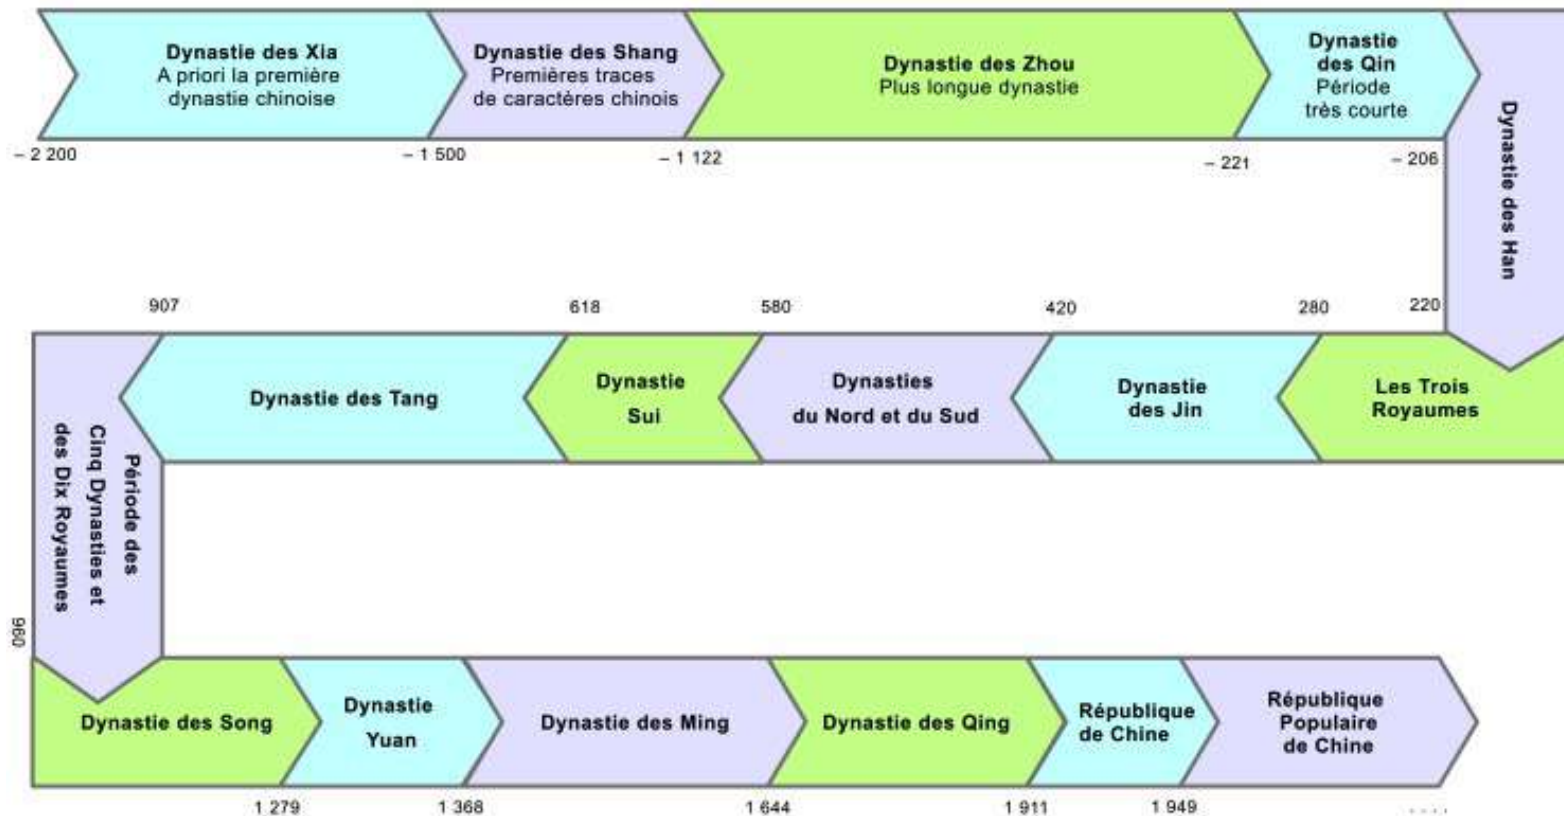 Dynastie des Xia
A priori la première
dynastie chinoise
Dynastie des Shang
Premières traces
de caractères chinois
Dynastie des Zhou
Plus longue dynastie
Dynastie
des Qin
Période
très courte
Dynastie des Han
– 2 200
– 1 500
– 1 122
– 221
– 206
907
618
580
420
280
220
Les Trois
Royaumes
Dynastie
des Jin
Dynasties
du Nord et du Sud
Dynastie
Sui
Dynastie des Tang
Période des
Cinq Dynasties et
des Dix Royaumes
960
Dynastie des Song
Dynastie
Yuan
Dynastie des Ming
Dynastie des Qing
République
de Chine
République
Populaire
de Chine
1 279
1 368
1 644
1 911
1 949
. . . .